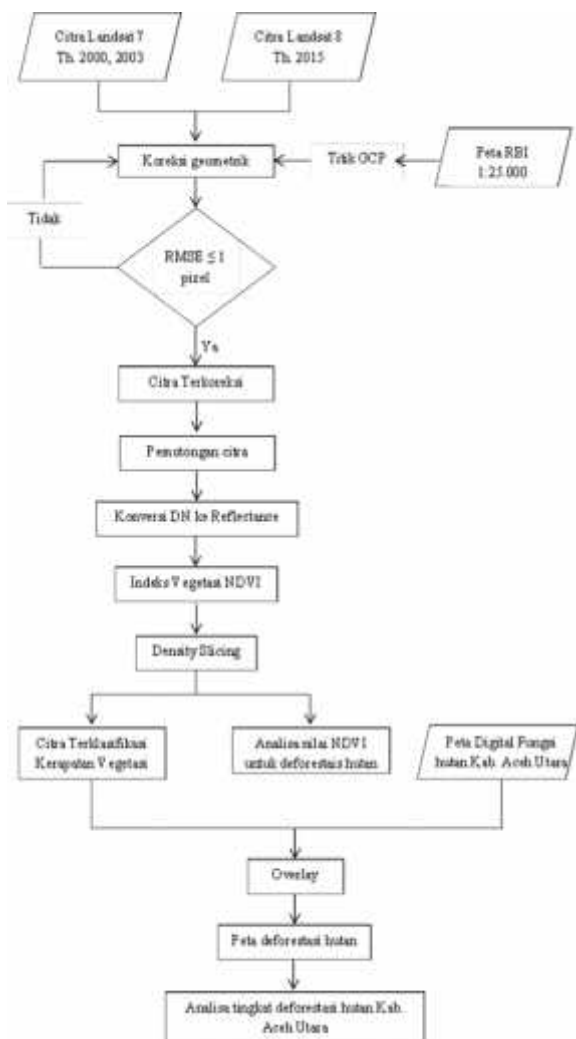 Citra Landsat 7
Th. 2000, 2003
Citra Landsat 8
Th. 2015
Koreksi geometrik
Titik GCP
Peta RBI
1:25.000
Tidak
RMSE ≤ 1
pixel
Ya
Citra Terkoreksi
Pemotongan citra
Konversi DN ke Reflectance
Indeks Vegetasi NDVI
Density Slicing
Citra Terklasifikasi
Kerapatan Vegetasi
Analisa nilai NDVI
untuk deforestais hutan
Peta Digital Fungsi
hutan Kab. Aceh Utara
Overlay
Peta deforestasi hutan
Analisa tingkat deforestasi hutan Kab.
Aceh Utara